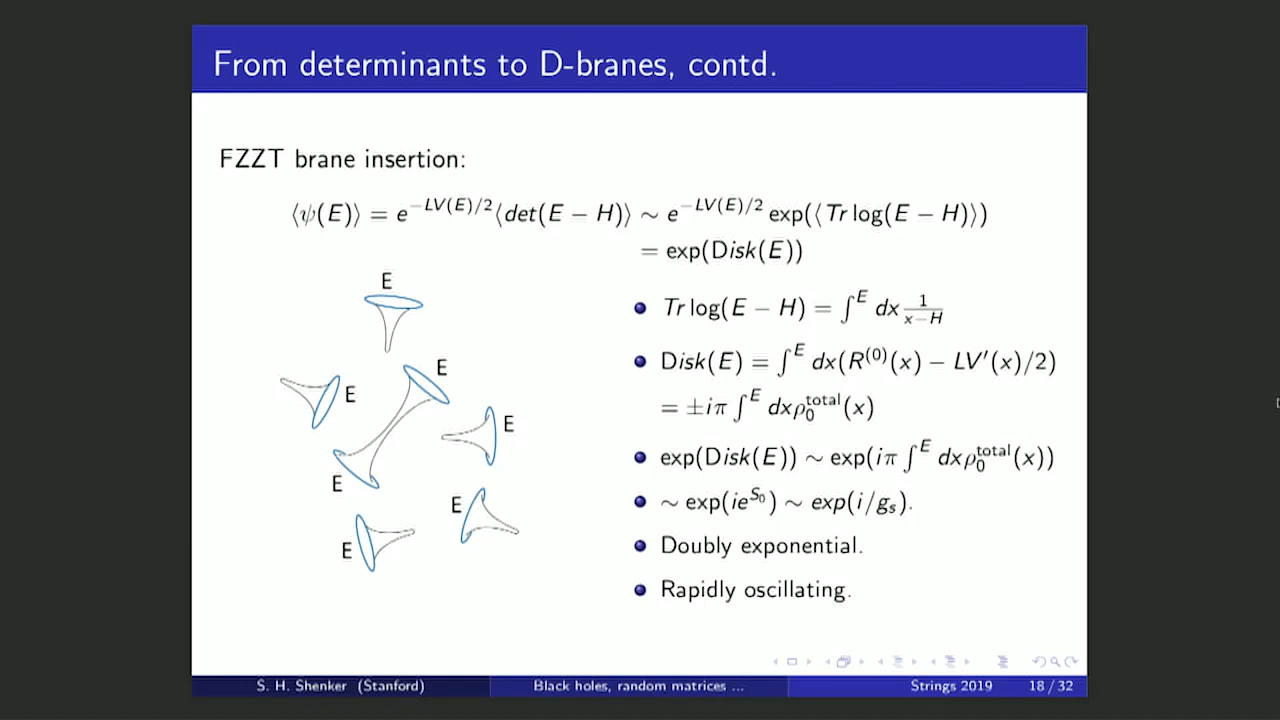 From determinants to D-branes, contd.
FZZT brane insertion:
⟨ψ(E)⟩ = e^{−LV(E)/2}⟨det(E − H)⟩ ∼ e^{−LV(E)/2} exp(⟨Tr log(E − H)⟩)
= exp(Disk(E))
E
E
E
E
E
E
E
Tr log(E − H) = ∫^E dx 1/(x−H)
Disk(E) = ∫^E dx(R^{(0)}(x) − LV′(x)/2)
= ±iπ ∫^E dxρ_0^{total}(x)
exp(Disk(E)) ∼ exp(iπ ∫^E dxρ_0^{total}(x))
∼ exp(ie^{S_0}) ∼ exp(i/g_s).
Doubly exponential.
Rapidly oscillating.
S. H. Shenker (Stanford)
Black holes, random matrices ...
Strings 2019
18 / 32